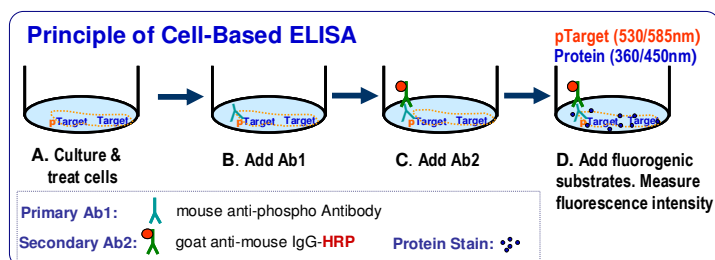 Principle of Cell-Based ELISA
pTarget (530/585nm)
Protein (360/450nm)
pTarget Target
pTarget Target
pTarget Target
pTarget Target
A. Culture &
treat cells
B. Add Ab1
C. Add Ab2
D. Add fluorogenic
substrates. Measure
fluorescence intensity
Primary Ab1: mouse anti-phospho Antibody
Secondary Ab2: goat anti-mouse IgG-HRP Protein Stain: